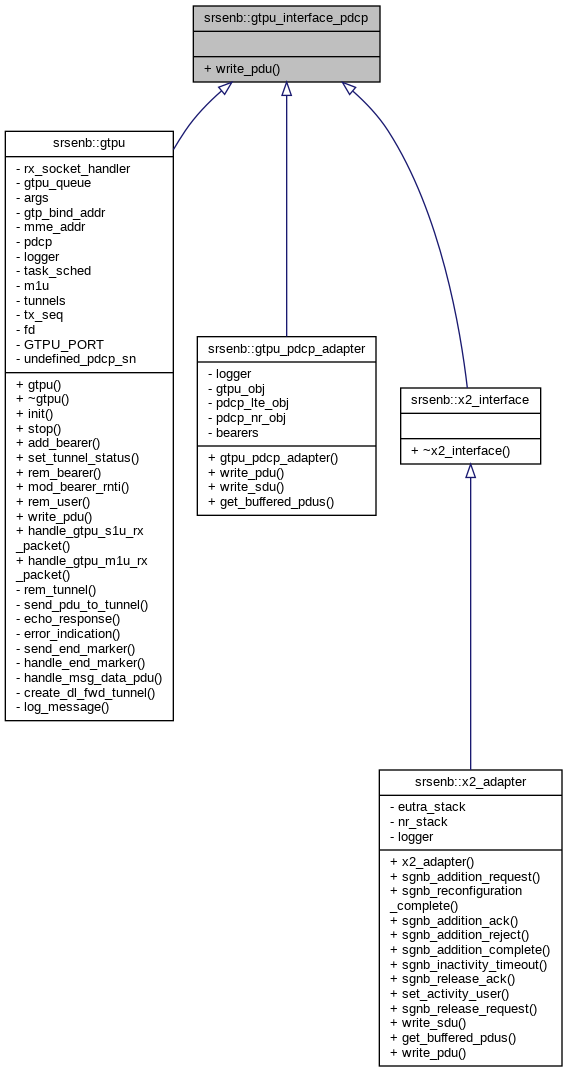 srsenb::gtpu_interface_pdcp
+ write_pdu()
srsenb::gtpu
- rx_socket_handler
- gtpu_queue
- args
- gtp_bind_addr
- mme_addr
- pdcp
- logger
- task_sched
- m1u
- tunnels
- tx_seq
- fd
- GTPU_PORT
- undefined_pdcp_sn
+ gtpu()
+ ~gtpu()
+ init()
+ stop()
+ add_bearer()
+ set_tunnel_status()
+ rem_bearer()
+ mod_bearer_rnti()
+ rem_user()
+ write_pdu()
+ handle_gtpu_s1u_rx
_packet()
+ handle_gtpu_m1u_rx
_packet()
- rem_tunnel()
- send_pdu_to_tunnel()
- echo_response()
- error_indication()
- send_end_marker()
- handle_end_marker()
- handle_msg_data_pdu()
- create_dl_fwd_tunnel()
- log_message()
srsenb::gtpu_pdcp_adapter
- logger
- gtpu_obj
- pdcp_lte_obj
- pdcp_nr_obj
- bearers
+ gtpu_pdcp_adapter()
+ write_pdu()
+ write_sdu()
+ get_buffered_pdus()
srsenb::x2_interface
+ ~x2_interface()
srsenb::x2_adapter
- eutra_stack
- nr_stack
- logger
+ x2_adapter()
+ sgnb_addition_request()
+ sgnb_reconfiguration
_complete()
+ sgnb_addition_ack()
+ sgnb_addition_reject()
+ sgnb_addition_complete()
+ sgnb_inactivity_timeout()
+ sgnb_release_ack()
+ set_activity_user()
+ sgnb_release_request()
+ write_sdu()
+ get_buffered_pdus()
+ write_pdu()